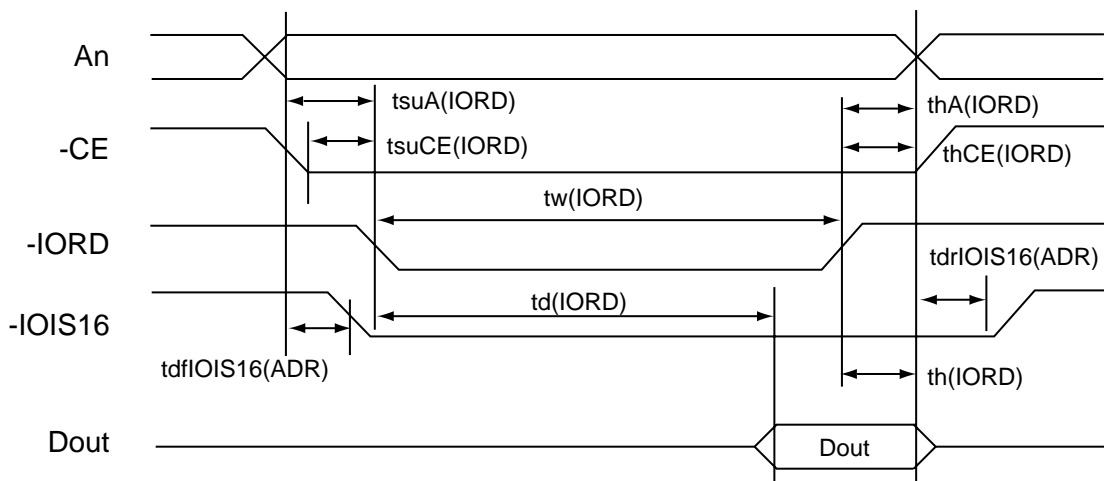 An
tsuA(IORD)
thA(IORD)
-CE
tsuCE(IORD)
thCE(IORD)
tw(IORD)
-IORD
tdrIOIS16(ADR)
td(IORD)
-IOIS16
tdfIOIS16(ADR)
th(IORD)
Dout
Dout